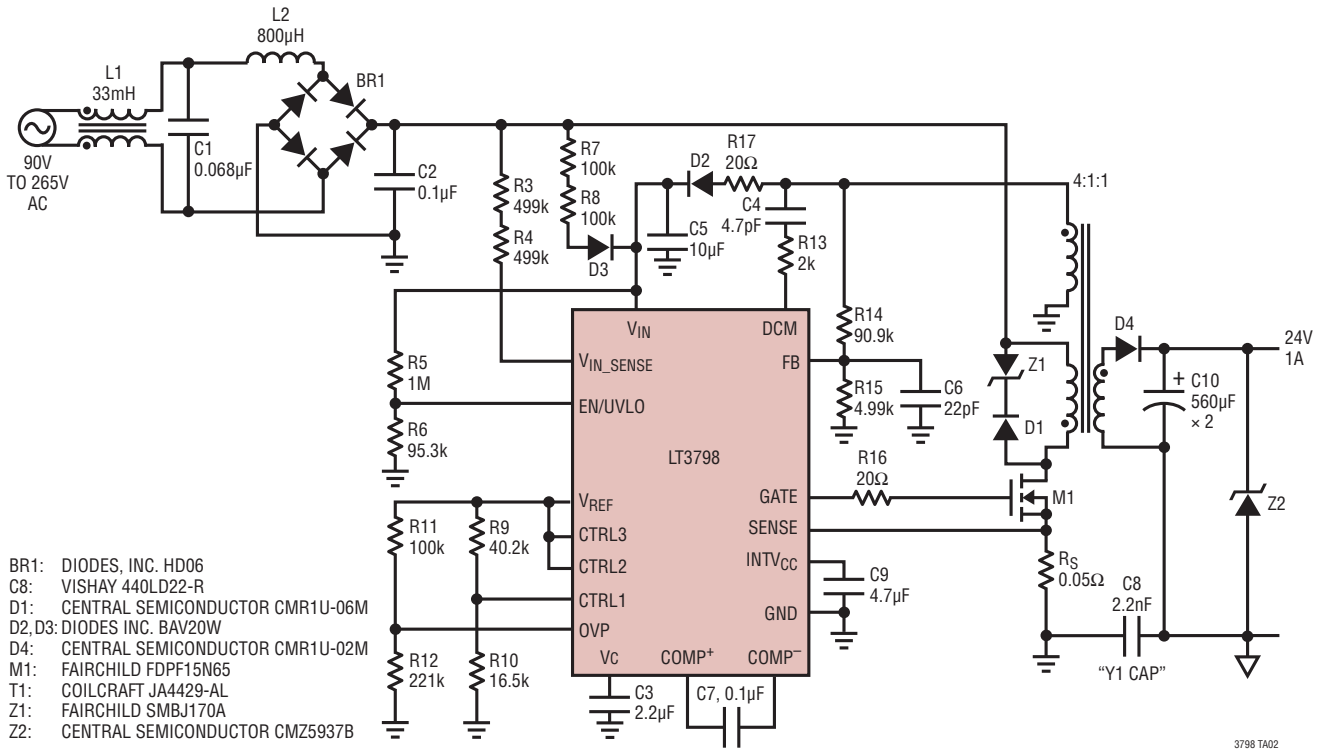 L2
800µH
L1
33mH
BR1
90V
TO 265V
AC
C1
0.068µF
C2
0.1µF
R3
499k
R4
499k
R7
100k
R8
100k
D3
D2
R17
20Ω
C5
10µF
C4
4.7pF
R13
2k
4:1:1
R14
90.9k
R15
4.99k
C6
22pF
Z1
D1
D4
24V
1A
+ C10
560µF
× 2
Z2
R5
1M
R6
95.3k
VIN
DCM
VIN_SENSE
FB
EN/UVLO
LT3798
VREF
GATE
CTRL3
SENSE
CTRL2
INTVCC
CTRL1
GND
OVP
VC
COMP+
COMP−
R16
20Ω
M1
RS
0.05Ω
C8
2.2nF
"Y1 CAP"
C9
4.7µF
R11
100k
R9
40.2k
R12
221k
R10
16.5k
C3
2.2µF
C7, 0.1µF
BR1: DIODES, INC. HD06
C8: VISHAY 440LD22-R
D1: CENTRAL SEMICONDUCTOR CMR1U-06M
D2,D3: DIODES INC. BAV20W
D4: CENTRAL SEMICONDUCTOR CMR1U-02M
M1: FAIRCHILD FDPF15N65
T1: COILCRAFT JA4429-AL
Z1: FAIRCHILD SMBJ170A
Z2: CENTRAL SEMICONDUCTOR CMZ5937B
3798 TA02